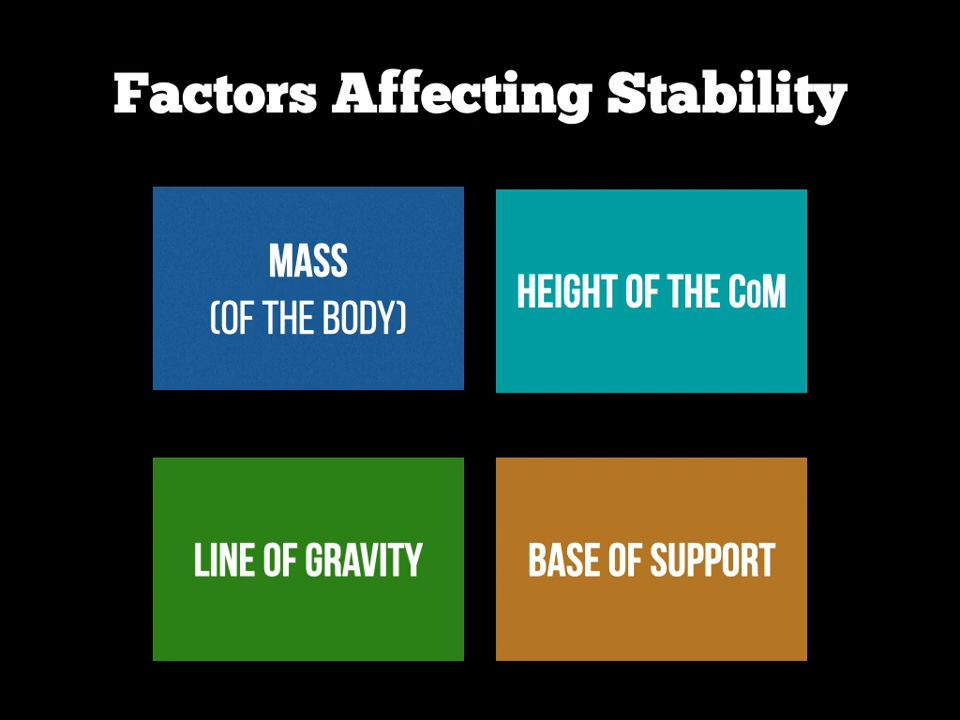 Factors Affecting Stability
MASS
(OF THE BODY)
HEIGHT OF THE CoM
LINE OF GRAVITY
BASE OF SUPPORT